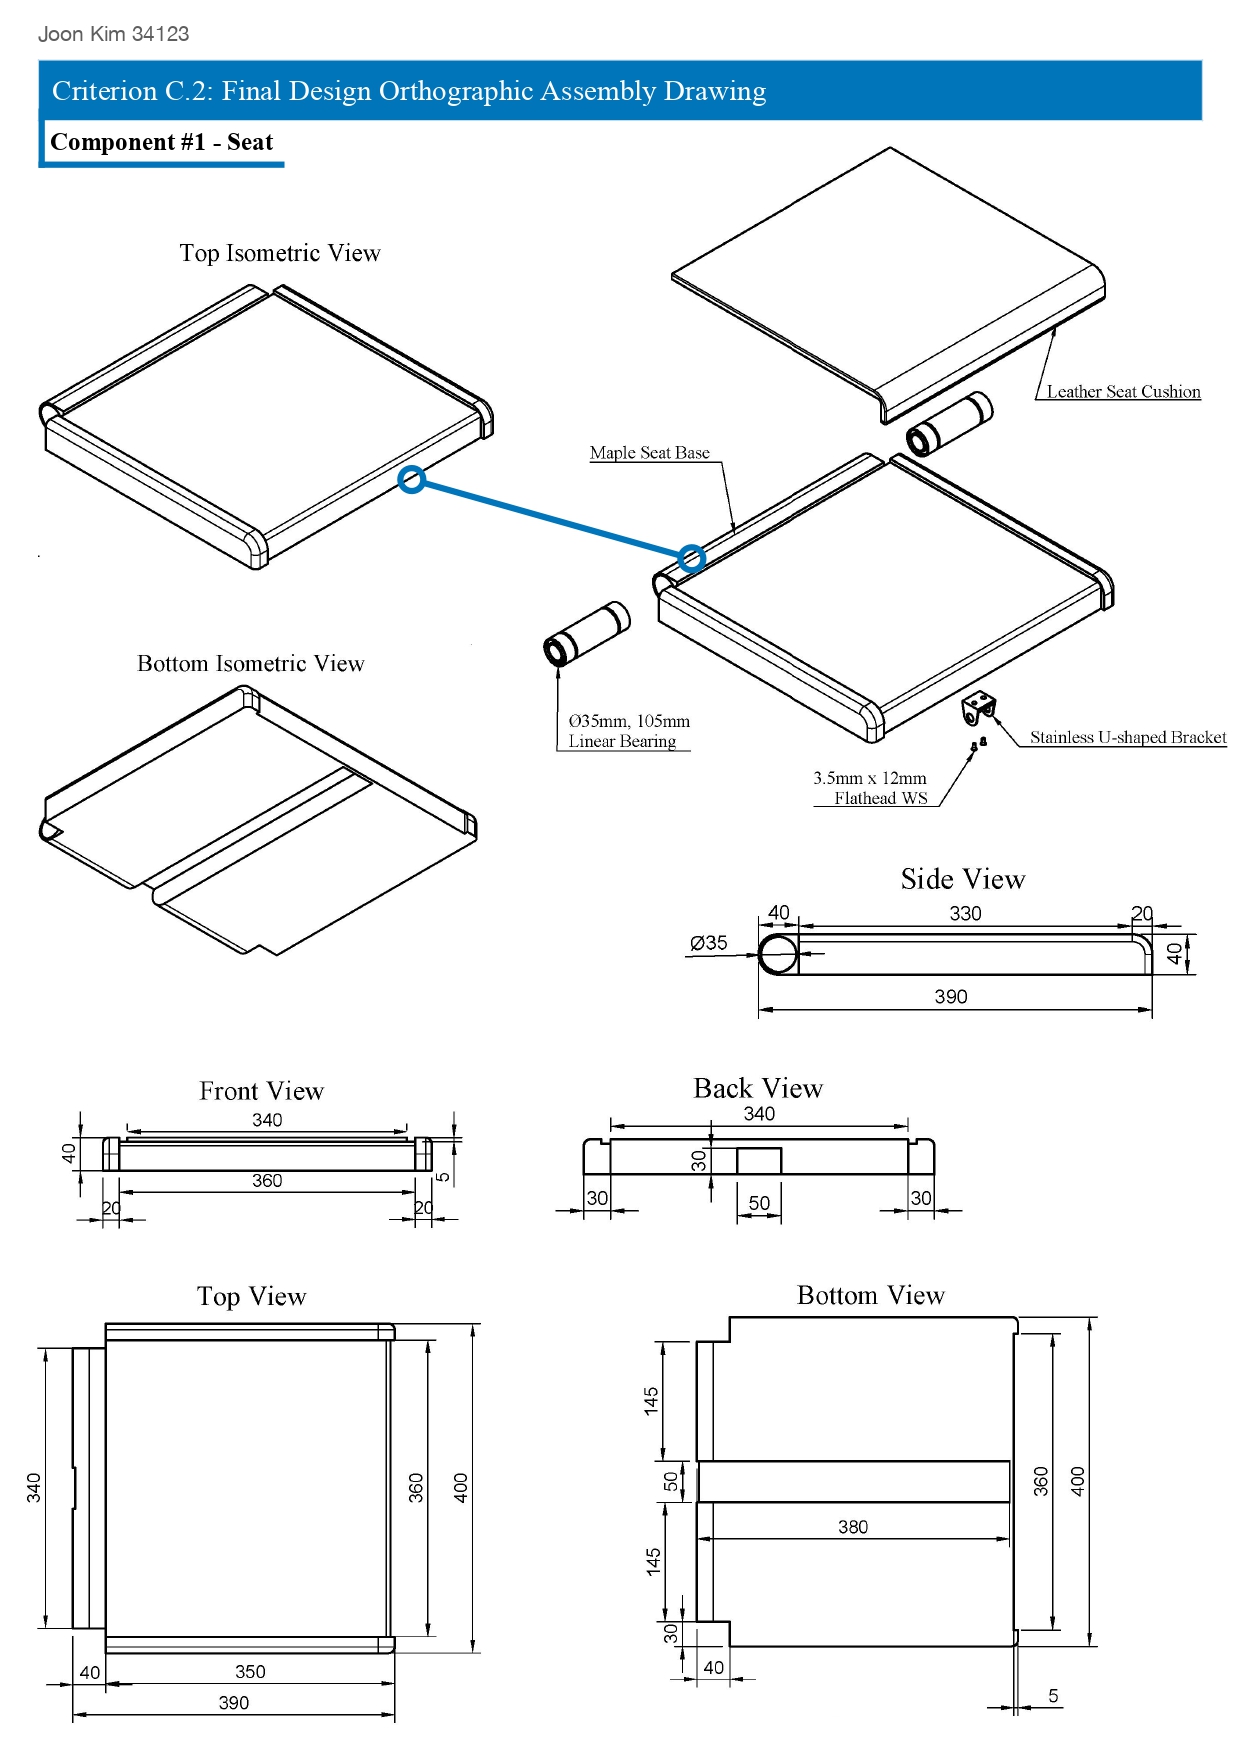 Joon Kim 34123
Criterion C.2: Final Design Orthographic Assembly Drawing
Component #1 - Seat
Top Isometric View
Leather Seat Cushion
Maple Seat Base
Bottom Isometric View
Ø35mm, 105mm
Linear Bearing
Stainless U-shaped Bracket
3.5mm x 12mm
Flathead WS
Side View
40
330
20
Ø35
40
390
Front View
340
40
5
360
20
20
Back View
340
30
30
50
30
Top View
340
360
400
40
350
390
Bottom View
145
50
380
145
30
40
360
400
5